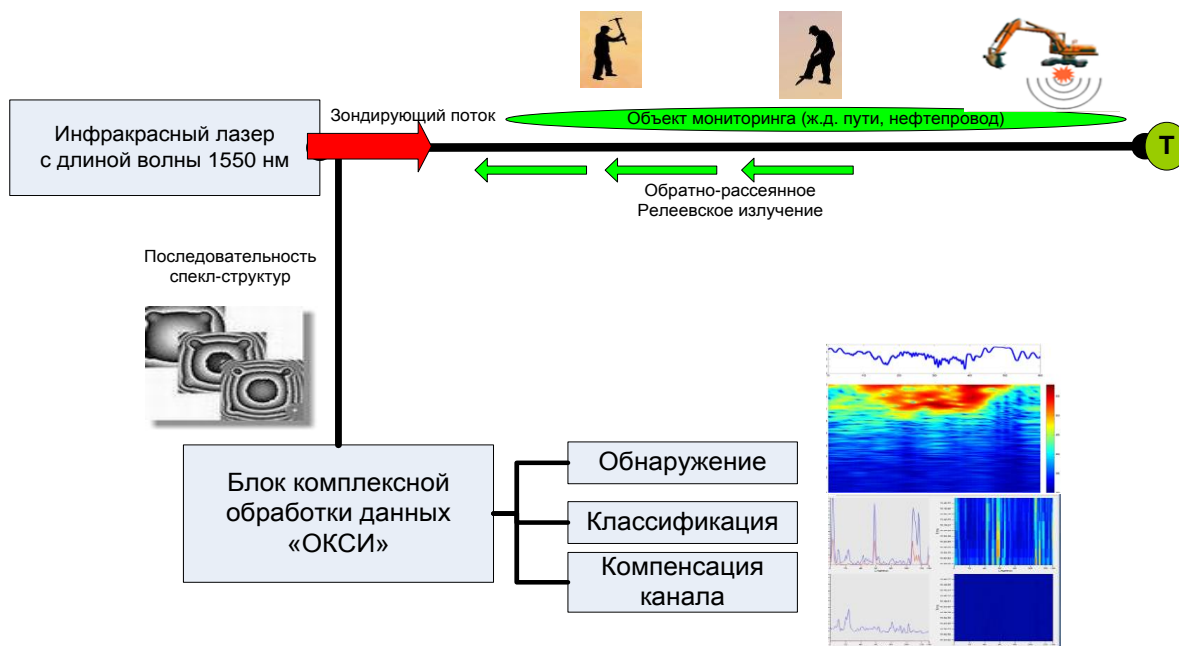 Инфракрасный лазер
с длиной волны 1550 нм
Зондирующий поток
Объект мониторинга (ж.д. пути, нефтепровод)
Т
Обратно-рассеянное
Релеевское излучение
Последовательность
спекл-структур
Блок комплексной
обработки данных
«ОКСИ»
Обнаружение
Классификация
Компенсация
канала